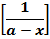 [1/(a − x)]